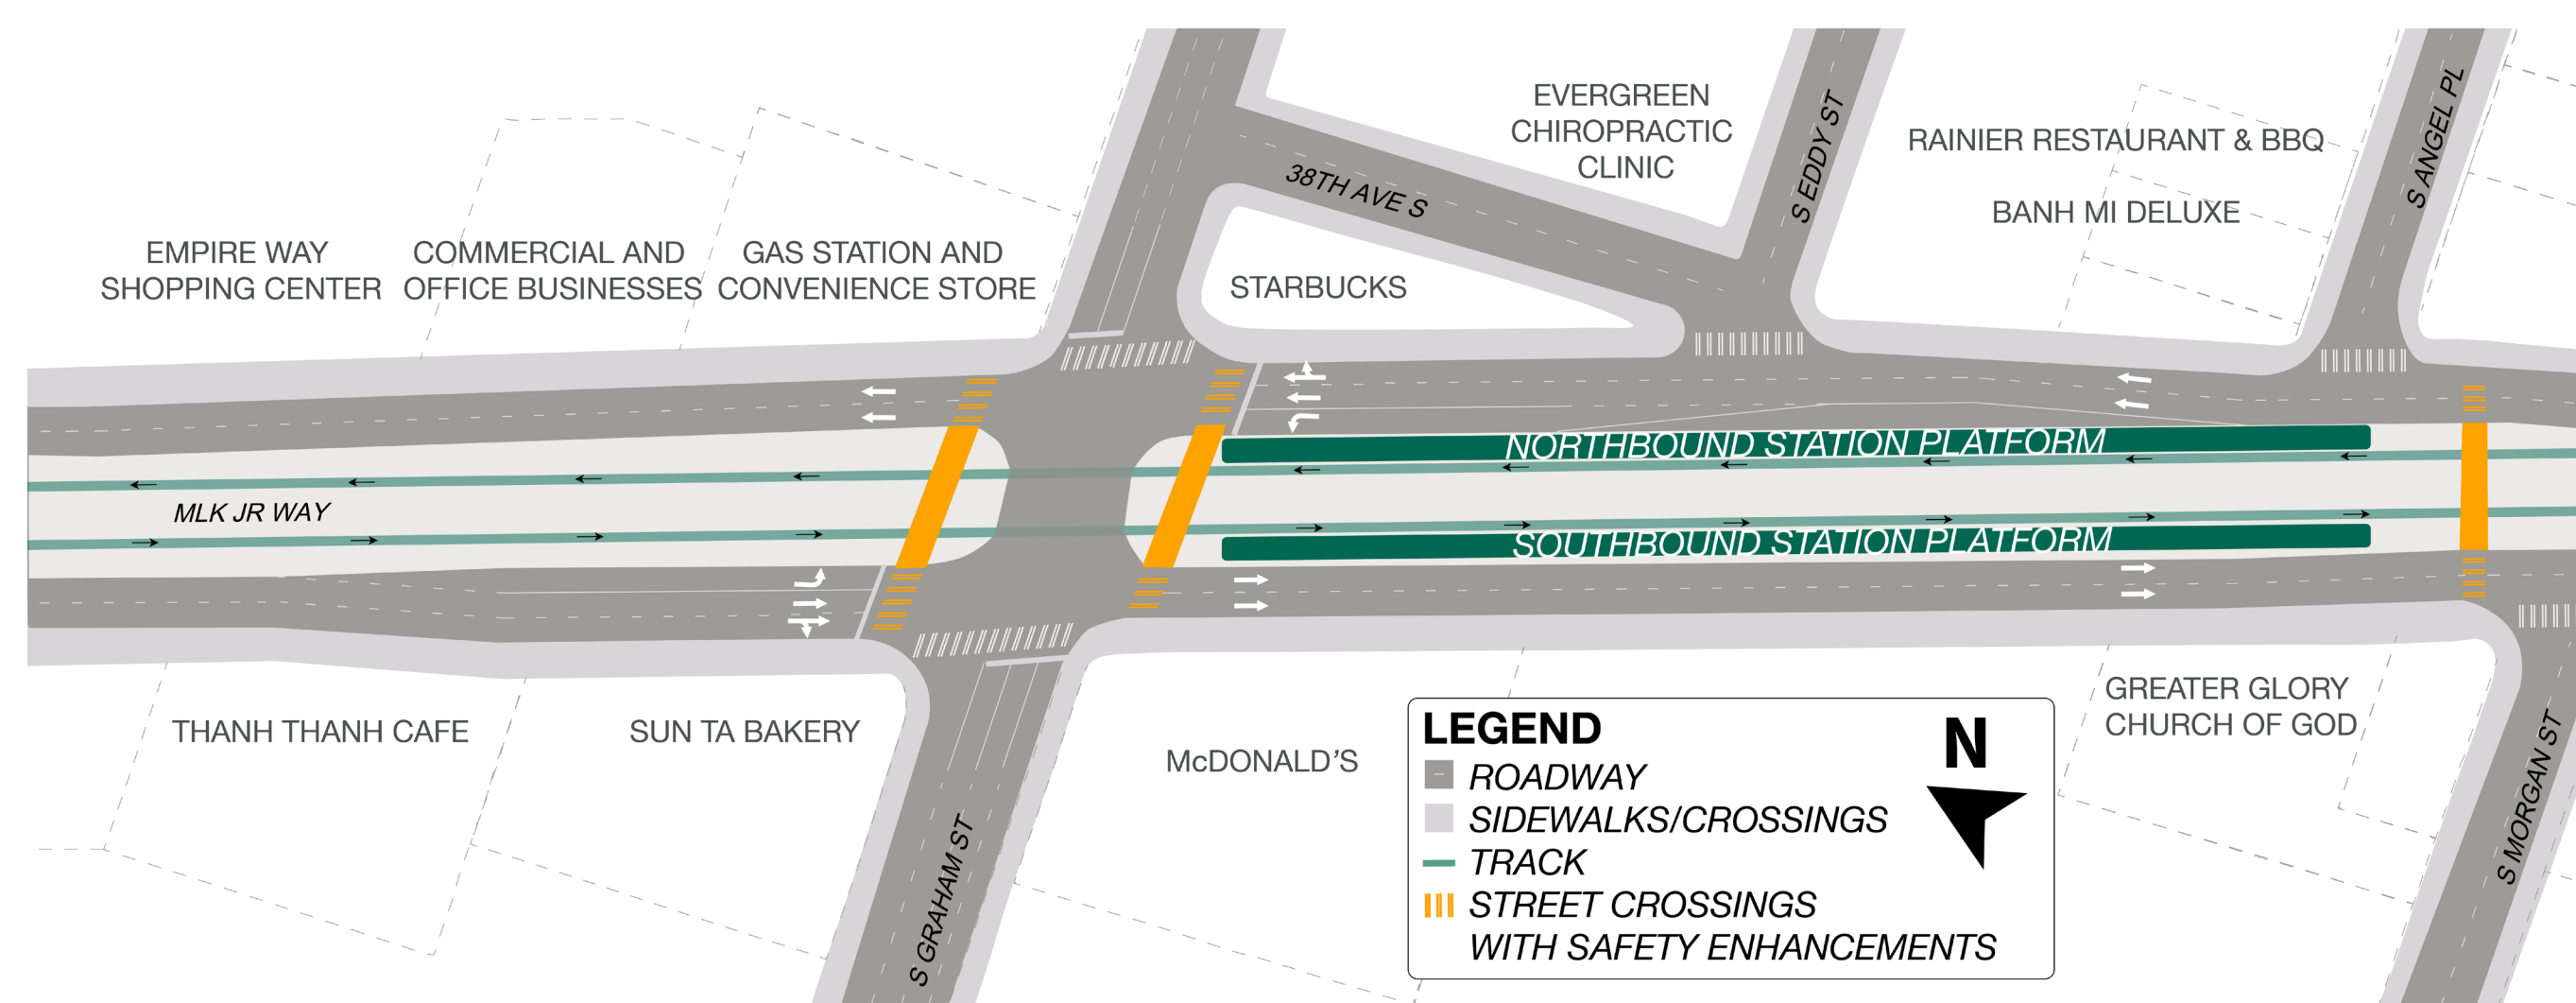 EVERGREEN
CHIROPRACTIC
CLINIC
38TH AVE S
S EDDY ST
S ANGEL PL
RAINIER RESTAURANT & BBQ
BANH MI DELUXE
EMPIRE WAY
SHOPPING CENTER
COMMERCIAL AND
OFFICE BUSINESSES
GAS STATION AND
CONVENIENCE STORE
STARBUCKS
NORTHBOUND STATION PLATFORM
MLK JR WAY
SOUTHBOUND STATION PLATFORM
THANH THANH CAFE
SUN TA BAKERY
McDONALD'S
GREATER GLORY
CHURCH OF GOD
S GRAHAM ST
S MORGAN ST
LEGEND
N
ROADWAY
SIDEWALKS/CROSSINGS
TRACK
STREET CROSSINGS
WITH SAFETY ENHANCEMENTS